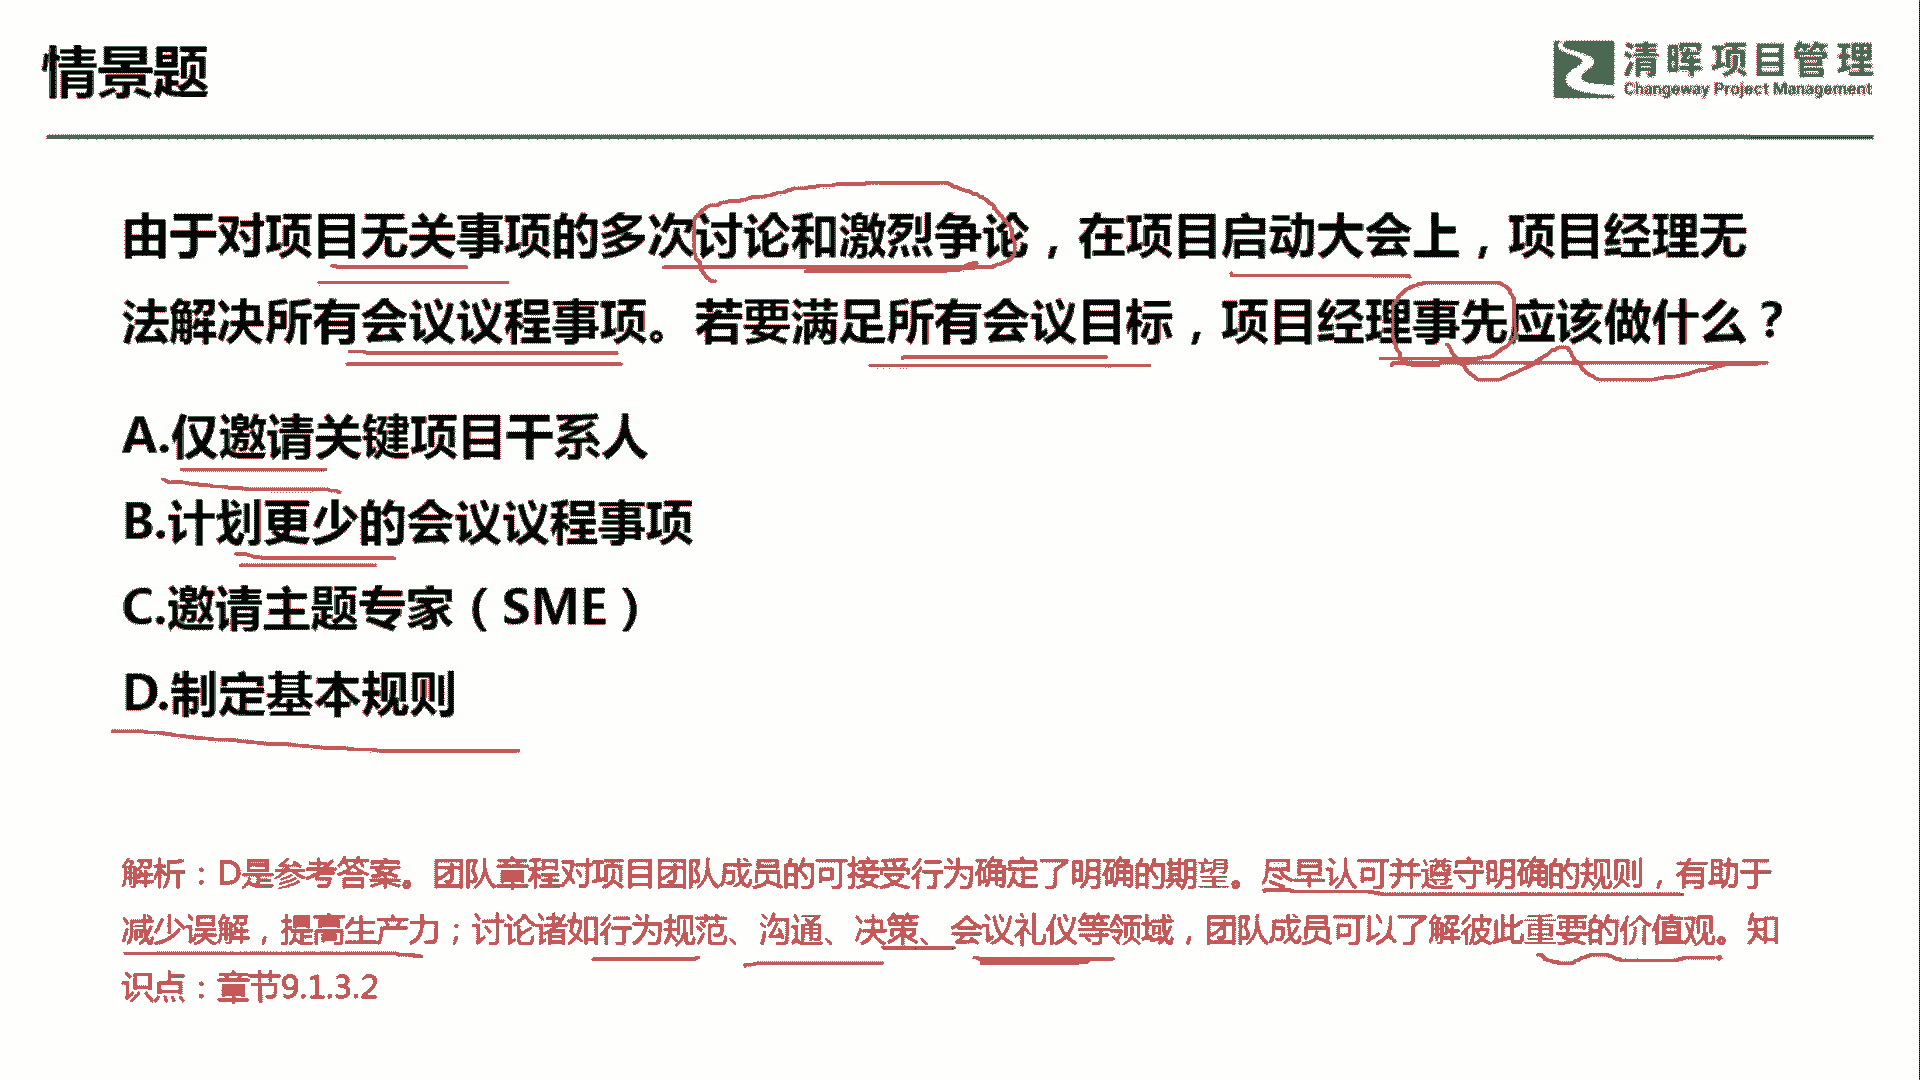 情景题
清晖项目管理
Changeway Project Management
由于对项目无关事项的多次讨论和激烈争论，在项目启动大会上，项目经理无
法解决所有会议议程事项。若要满足所有会议目标，项目经理事先应该做什么？
A.仅邀请关键项目干系人
B.计划更少的会议议程事项
C.邀请主题专家（SME）
D.制定基本规则
解析：D是参考答案。团队章程对项目团队成员的可接受行为确定了明确的期望。尽早认可并遵守明确的规则，有助于
减少误解，提高生产力；讨论诸如行为规范、沟通、决策、会议礼仪等领域，团队成员可以了解彼此重要的价值观。知
识点：章节9.1.3.2